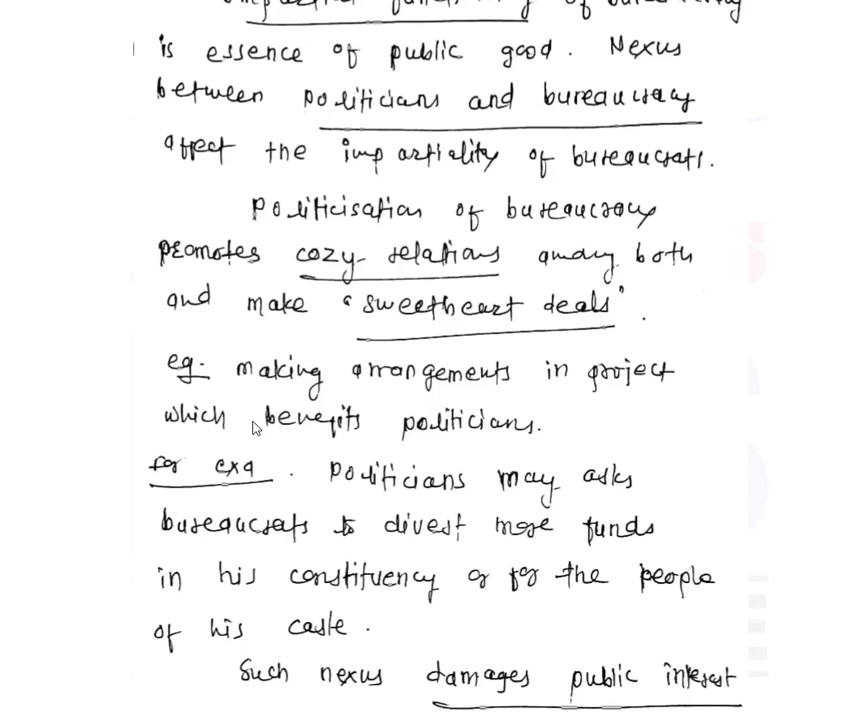 of
is essence of public good. Nexus
between politicians and bureaucracy
affect the impartiality of bureaucrats.
Politicisation of bureaucracy
promotes cozy relations among both
and make "sweetheart deals".
eg. making arrangements in project
which benefits politicians.
for exa. Politicians may asks
bureaucrats to divest more funds
in his constituency or for the people
of his caste.
Such nexus damages public interest